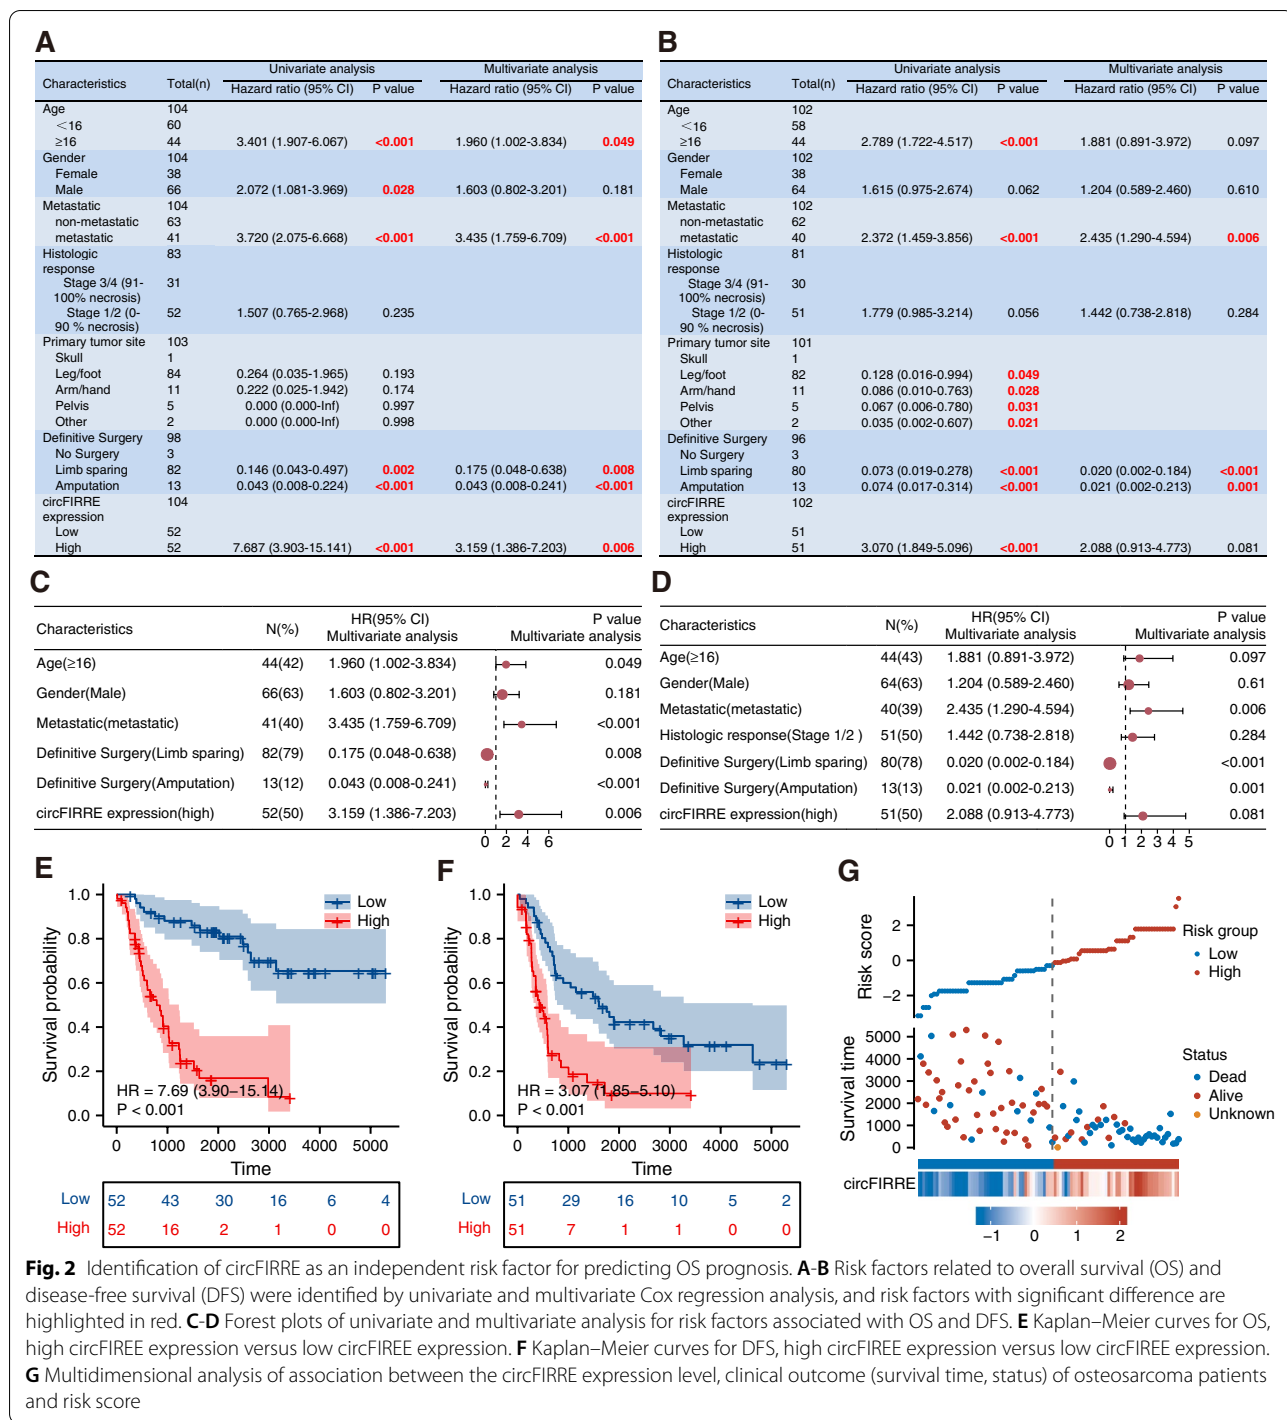 A
Characteristics Total(n) Univariate analysis Multivariate analysis
Hazard ratio (95% CI) P value Hazard ratio (95% CI) P value
Age 104
<16 60
≥16 44 3.401 (1.907-6.067) <0.001 1.960 (1.002-3.834) 0.049
Gender 104
Female 38
Male 66 2.072 (1.081-3.969) 0.028 1.603 (0.802-3.201) 0.181
Metastatic 104
non-metastatic 63
metastatic 41 3.720 (2.075-6.668) <0.001 3.435 (1.759-6.709) <0.001
Histologic 83
response
Stage 3/4 (91- 31
100% necrosis)
Stage 1/2 (0- 52 1.507 (0.765-2.968) 0.235
90 % necrosis)
Primary tumor site 103
Skull 1
Leg/foot 84 0.264 (0.035-1.965) 0.193
Arm/hand 11 0.222 (0.025-1.942) 0.174
Pelvis 5 0.000 (0.000-Inf) 0.997
Other 2 0.000 (0.000-Inf) 0.998
Definitive Surgery 98
No Surgery 3
Limb sparing 82 0.146 (0.043-0.497) 0.002 0.175 (0.048-0.638) 0.008
Amputation 13 0.043 (0.008-0.224) <0.001 0.043 (0.008-0.241) <0.001
circFIRRE 104
expression
Low 52
High 52 7.687 (3.903-15.141) <0.001 3.159 (1.386-7.203) 0.006
B
Characteristics Total(n) Univariate analysis Multivariate analysis
Hazard ratio (95% CI) P value Hazard ratio (95% CI) P value
Age 102
<16 58
≥16 44 2.789 (1.722-4.517) <0.001 1.881 (0.891-3.972) 0.097
Gender 102
Female 38
Male 64 1.615 (0.975-2.674) 0.062 1.204 (0.589-2.460) 0.610
Metastatic 102
non-metastatic 62
metastatic 40 2.372 (1.459-3.856) <0.001 2.435 (1.290-4.594) 0.006
Histologic 81
response
Stage 3/4 (91- 30
100% necrosis)
Stage 1/2 (0- 51 1.779 (0.985-3.214) 0.056 1.442 (0.738-2.818) 0.284
90 % necrosis)
Primary tumor site 101
Skull 1
Leg/foot 82 0.128 (0.016-0.994) 0.049
Arm/hand 11 0.086 (0.010-0.763) 0.028
Pelvis 5 0.067 (0.006-0.780) 0.031
Other 2 0.035 (0.002-0.607) 0.021
Definitive Surgery 96
No Surgery 3
Limb sparing 80 0.073 (0.019-0.278) <0.001 0.020 (0.002-0.184) <0.001
Amputation 13 0.074 (0.017-0.314) <0.001 0.021 (0.002-0.213) 0.001
circFIRRE 102
expression
Low 51
High 51 3.070 (1.849-5.096) <0.001 2.088 (0.913-4.773) 0.081
C
Characteristics N(%) HR(95% CI) P value
Multivariate analysis Multivariate analysis
Age(≥16) 44(42) 1.960 (1.002-3.834) 0.049
Gender(Male) 66(63) 1.603 (0.802-3.201) 0.181
Metastatic(metastatic) 41(40) 3.435 (1.759-6.709) <0.001
Definitive Surgery(Limb sparing) 82(79) 0.175 (0.048-0.638) 0.008
Definitive Surgery(Amputation) 13(12) 0.043 (0.008-0.241) <0.001
circFIRRE expression(high) 52(50) 3.159 (1.386-7.203) 0.006
0 2 4 6
D
Characteristics N(%) HR(95% CI) P value
Multivariate analysis Multivariate analysis
Age(≥16) 44(43) 1.881 (0.891-3.972) 0.097
Gender(Male) 64(63) 1.204 (0.589-2.460) 0.61
Metastatic(metastatic) 40(39) 2.435 (1.290-4.594) 0.006
Histologic response(Stage 1/2 ) 51(50) 1.442 (0.738-2.818) 0.284
Definitive Surgery(Limb sparing) 80(78) 0.020 (0.002-0.184) <0.001
Definitive Surgery(Amputation) 13(13) 0.021 (0.002-0.213) 0.001
circFIRRE expression(high) 51(50) 2.088 (0.913-4.773) 0.081
0 1 2 3 4 5
E
Survival probability
1.0
0.8
0.6
0.4
0.2
0.0
Low
High
HR = 7.69 (3.90–15.14)
P < 0.001
0 1000 2000 3000 4000 5000
Time
Low 52 43 30 16 6 4
High 52 16 2 1 0 0
F
Survival probability
1.0
0.8
0.6
0.4
0.2
0.0
Low
High
HR = 3.07 (1.85–5.10)
P < 0.001
0 1000 2000 3000 4000 5000
Time
Low 51 29 16 10 5 2
High 51 7 1 1 0 0
G
Risk score
2
0
−2
Risk group
Low
High
Survival time
5000
4000
3000
2000
1000
0
Status
Dead
Alive
Unknown
circFIRRE
−1 0 1 2
Fig. 2 Identification of circFIRRE as an independent risk factor for predicting OS prognosis. A-B Risk factors related to overall survival (OS) and
disease-free survival (DFS) were identified by univariate and multivariate Cox regression analysis, and risk factors with significant difference are
highlighted in red. C-D Forest plots of univariate and multivariate analysis for risk factors associated with OS and DFS. E Kaplan–Meier curves for OS,
high circFIREE expression versus low circFIREE expression. F Kaplan–Meier curves for DFS, high circFIREE expression versus low circFIREE expression.
G Multidimensional analysis of association between the circFIRRE expression level, clinical outcome (survival time, status) of osteosarcoma patients
and risk score